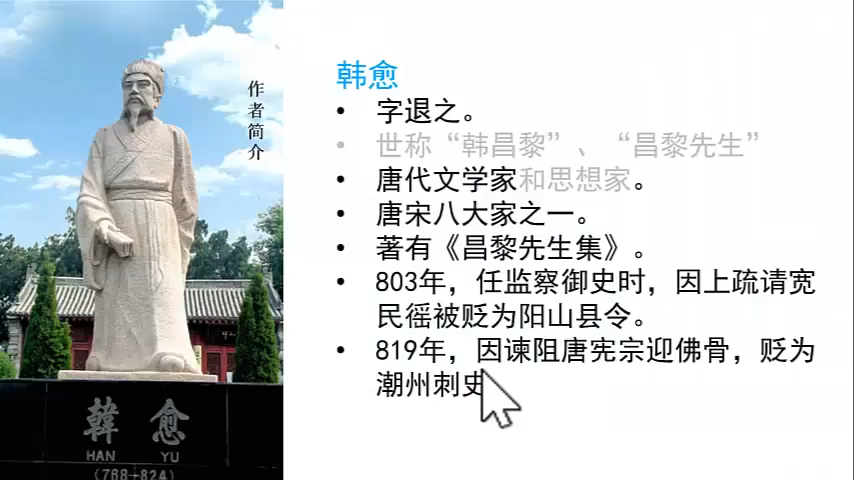 作者简介
韩愈
• 字退之。
• 世称“韩昌黎”、“昌黎先生”
• 唐代文学家和思想家。
• 唐宋八大家之一。
• 著有《昌黎先生集》。
• 803年，任监察御史时，因上疏请宽
民徭被贬为阳山县令。
• 819年，因谏阻唐宪宗迎佛骨，贬为
潮州刺史
韓愈
HAN YU
(768-824)